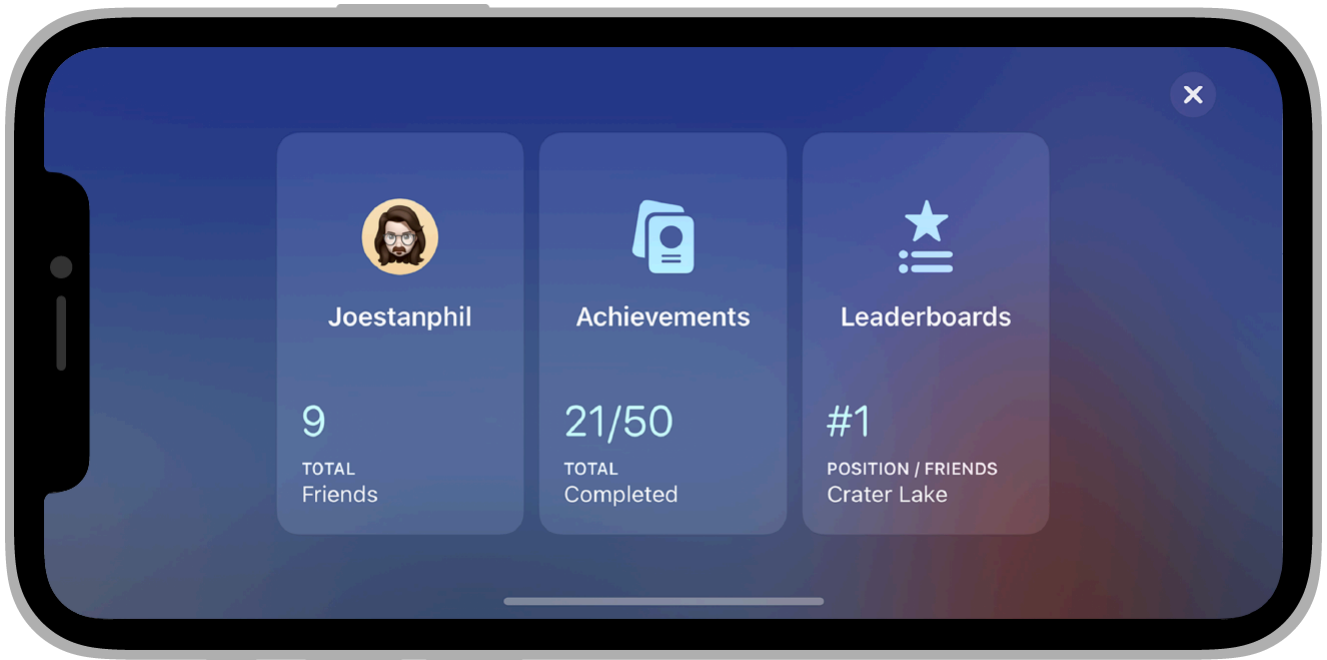 Joestanphil
9
TOTAL
Friends
Achievements
21/50
TOTAL
Completed
Leaderboards
#1
POSITION / FRIENDS
Crater Lake